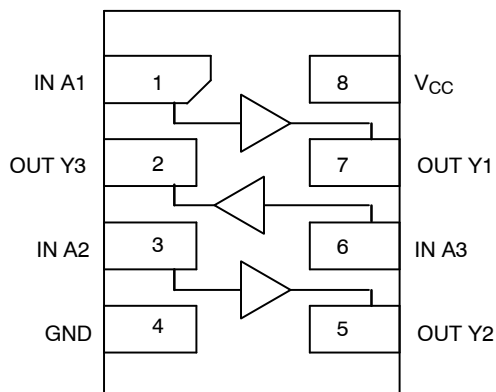 IN A1 1 8 VCC
OUT Y3 2 7 OUT Y1
IN A2 3 6 IN A3
GND 4 5 OUT Y2